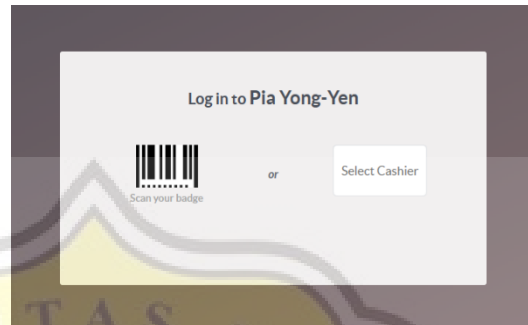 Log in to Pia Yong-Yen
Scan your badge
or
Select Cashier
T A S